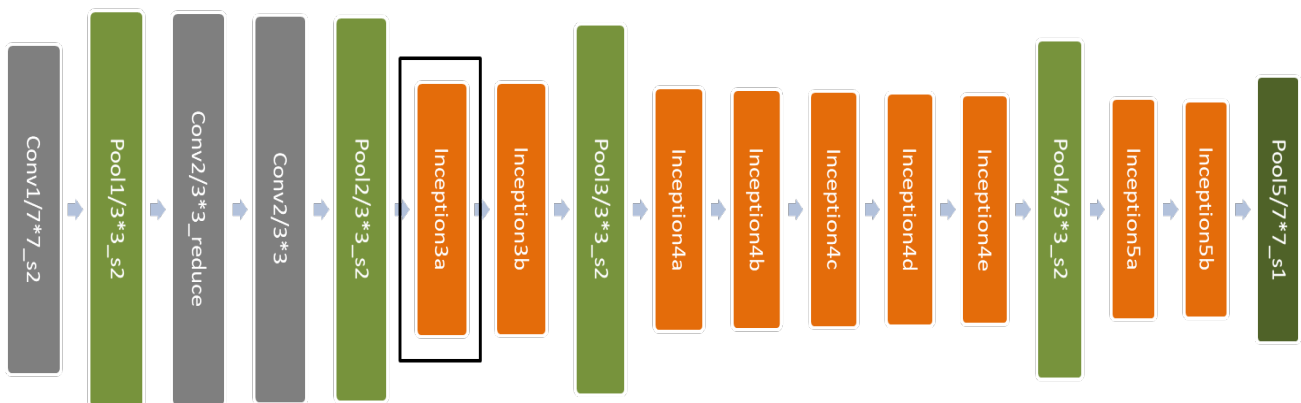 Conv1/7*7_s2
Pool1/3*3_s2
Conv2/3*3_reduce
Conv2/3*3
Pool2/3*3_s2
Inception3a
Inception3b
Pool3/3*3_s2
Inception4a
Inception4b
Inception4c
Inception4d
Inception4e
Pool4/3*3_s2
Inception5a
Inception5b
Pool5/7*7_s1